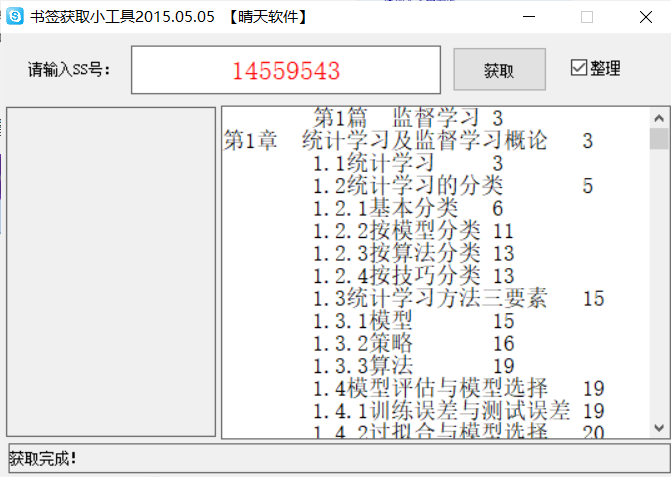 书签获取小工具2015.05.05 【晴天软件】
请输入SS号： 14559543 获取 整理
第1篇 监督学习 3
第1章 统计学习及监督学习概论 3
1.1统计学习 3
1.2统计学习的分类 5
1.2.1基本分类 6
1.2.2按模型分类 11
1.2.3按算法分类 13
1.2.4按技巧分类 13
1.3统计学习方法三要素 15
1.3.1模型 15
1.3.2策略 16
1.3.3算法 19
1.4模型评估与模型选择 19
1.4.1训练误差与测试误差 19
1.4.2过拟合与模型选择 20
获取完成!